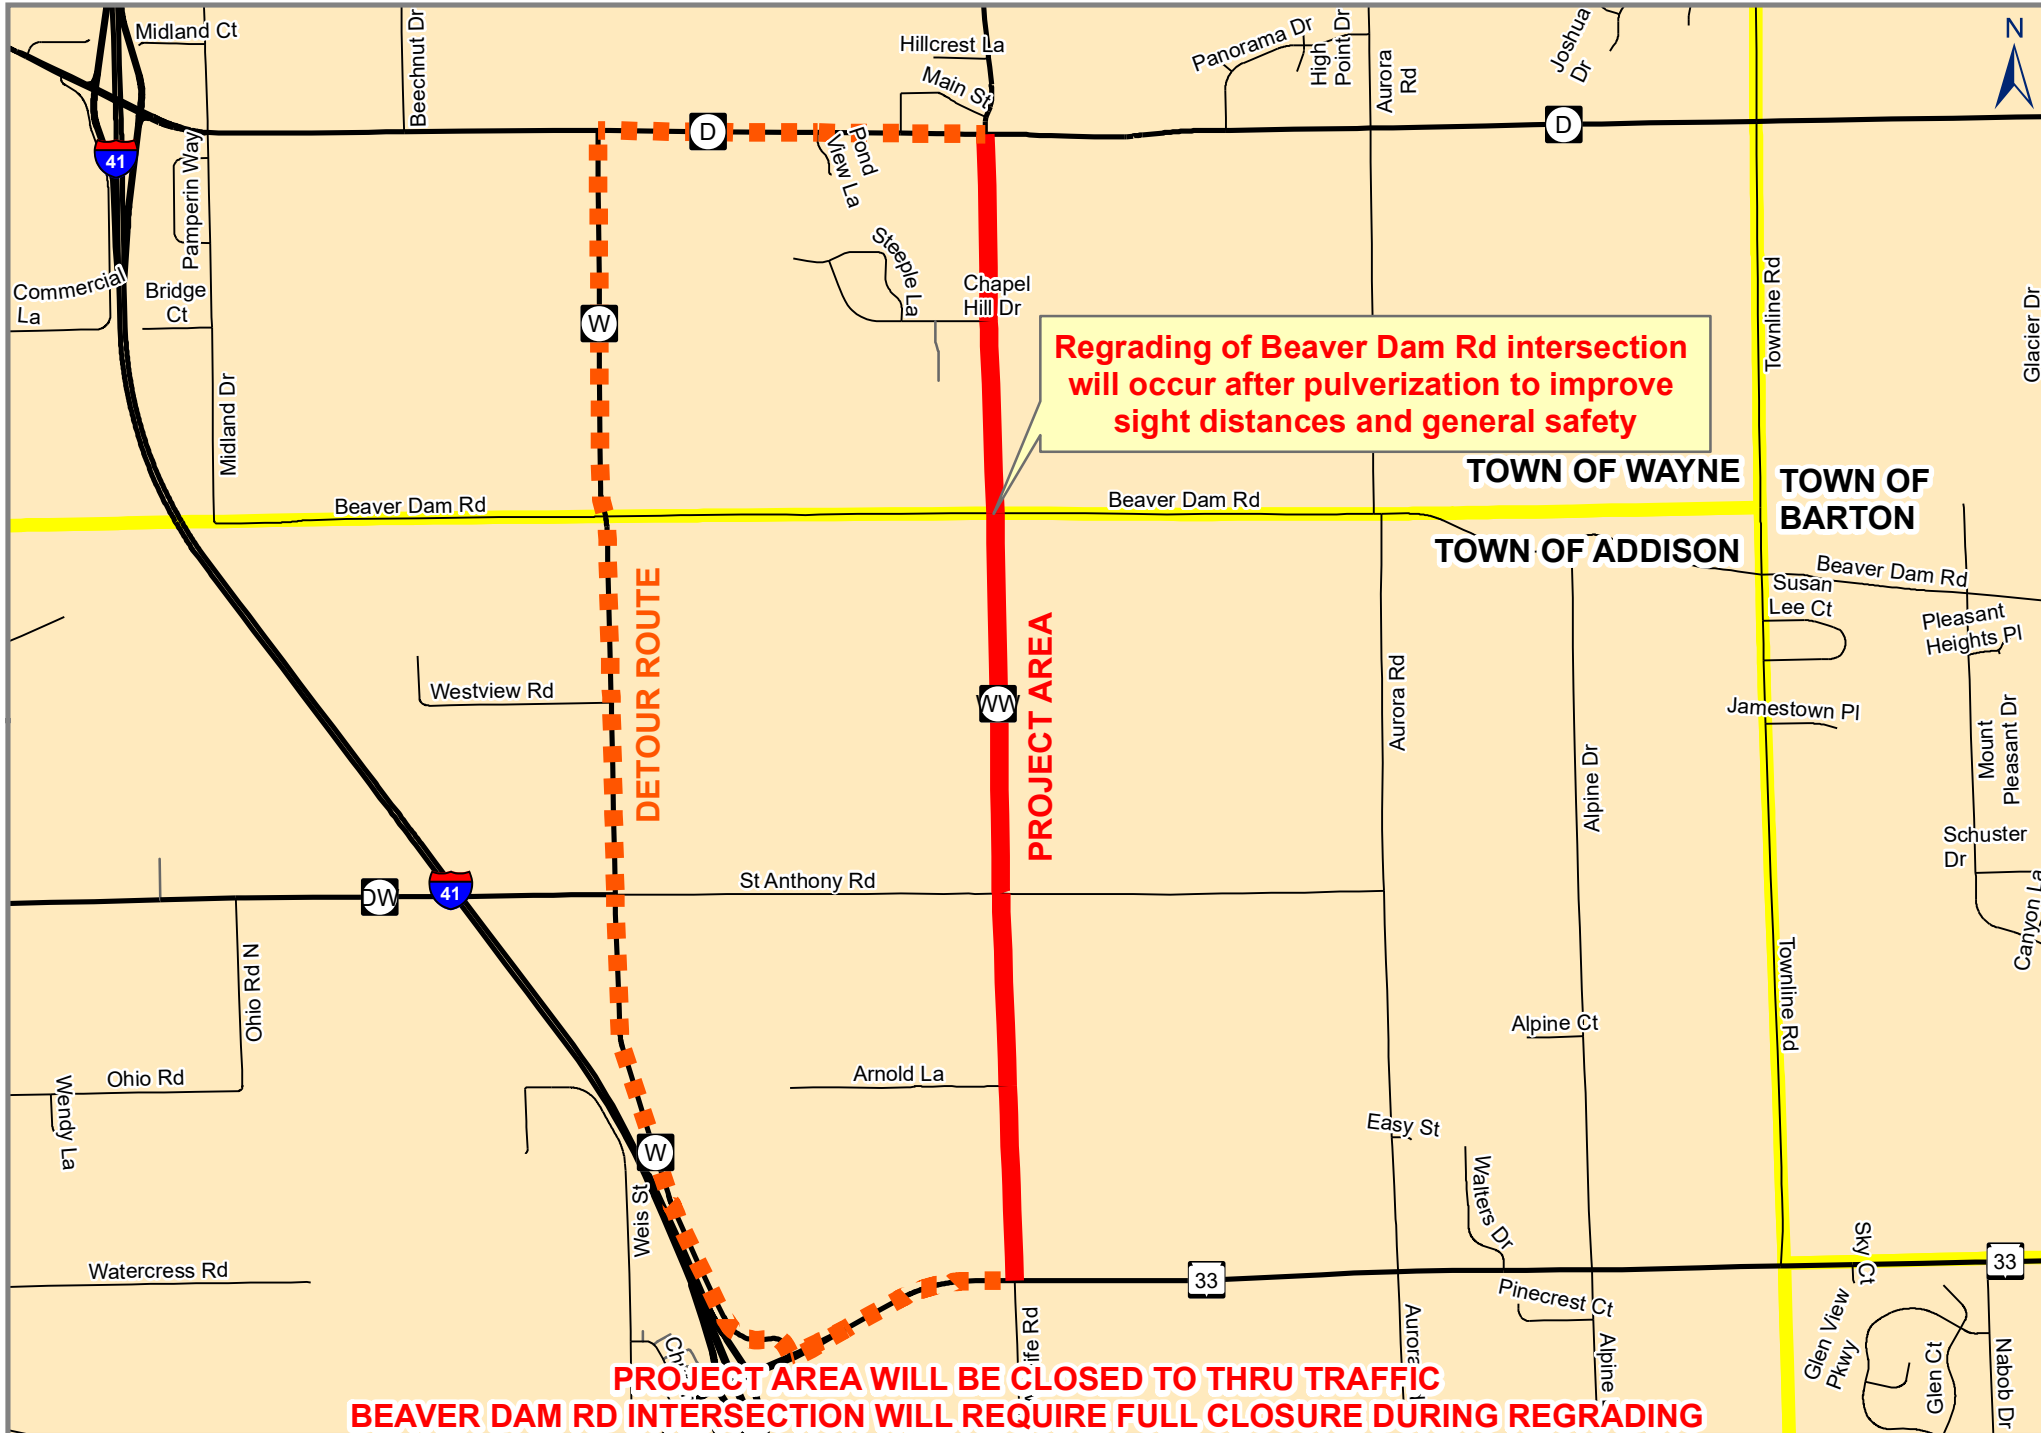 Midland Ct
Beechnut Dr
Hillcrest La
Main St
Panorama Dr
High
Point Dr
Aurora
Rd
Joshua
Dr
N
D
D
41
Pamperin Way
Pond
View La
Commercial
La
Bridge
Ct
Steeple La
Chapel
Hill Dr
W
Townline Rd
Glacier Dr
Midland Dr
Regrading of Beaver Dam Rd intersection
will occur after pulverization to improve
sight distances and general safety
Beaver Dam Rd
Beaver Dam Rd
TOWN OF WAYNE
TOWN OF
BARTON
TOWN OF ADDISON
Beaver Dam Rd
Susan
Lee Ct
Pleasant
Heights Pl
DETOUR ROUTE
PROJECT AREA
Westview Rd
WW
Aurora Rd
Jamestown Pl
Alpine Dr
Mount
Pleasant Dr
Schuster
Dr
DW
41
St Anthony Rd
Canyon La
Ohio Rd N
Townline Rd
Alpine Ct
Ohio Rd
Wendy La
Arnold La
Easy St
W
Weis St
Walters Dr
Watercress Rd
33
Sky Ct
33
Pinecrest Ct
Glen View
Pkwy
Glen Ct
Nabob Dr
Aurora
Alpine
PROJECT AREA WILL BE CLOSED TO THRU TRAFFIC
BEAVER DAM RD INTERSECTION WILL REQUIRE FULL CLOSURE DURING REGRADING